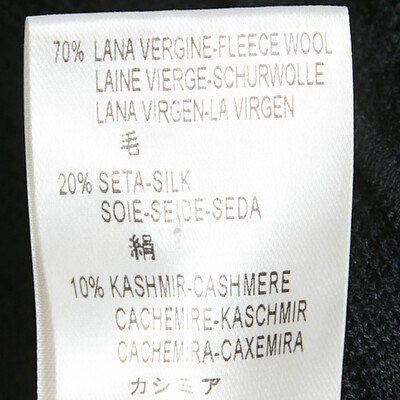 70% LANA VERGINE-FLEECE WOOL
LAINE VIERGE-SCHURWOLLE
LANA VIRGEN-LA VIRGEN
毛
20% SETA-SILK
SOIE-SEIDE-SEDA
絹
10% KASHMIR-CASHMERE
CACHEMIRE-KASCHMIR
CACHEMIRA-CAXEMIRA
カシミア